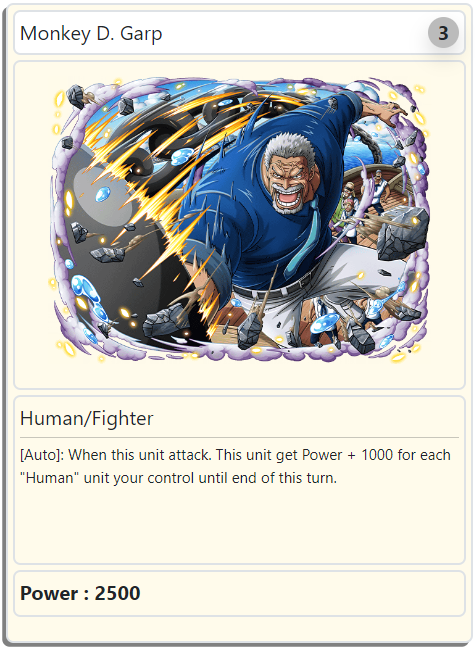 Monkey D. Garp
3
Human/Fighter
[Auto]: When this unit attack. This unit get Power + 1000 for each
"Human" unit your control until end of this turn.
Power : 2500